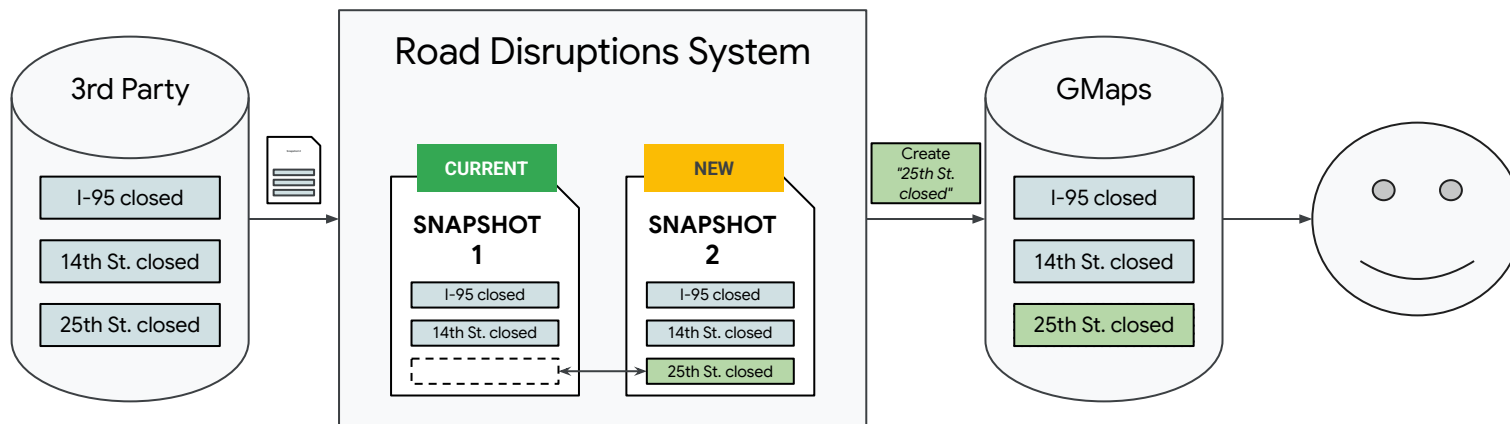 3rd Party
I-95 closed
14th St. closed
25th St. closed
Road Disruptions System
CURRENT
SNAPSHOT
1
I-95 closed
14th St. closed
NEW
SNAPSHOT
2
I-95 closed
14th St. closed
25th St. closed
Create
"25th St.
closed"
GMaps
I-95 closed
14th St. closed
25th St. closed